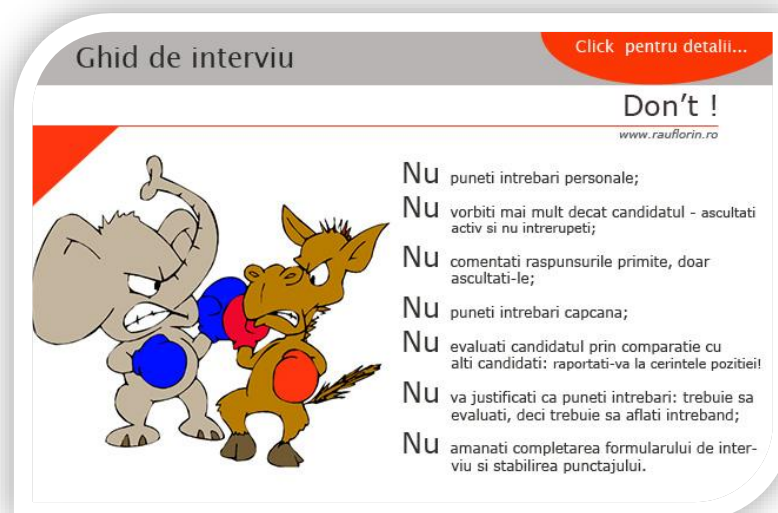 Ghid de interviu
Click pentru detalii...
Don't !
www.rauflorin.ro
Nu puneti intrebari personale;
Nu vorbiti mai mult decat candidatul - ascultati
activ si nu intrerupeti;
Nu comentati raspunsurile primite, doar
ascultati-le;
Nu puneti intrebari capcana;
Nu evaluati candidatul prin comparatie cu
alti candidati: raportati-va la cerintele pozitiei!
Nu va justificati ca puneti intrebari: trebuie sa
evaluati, deci trebuie sa aflati intreband;
Nu amanati completarea formularului de inter-
viu si stabilirea punctajului.